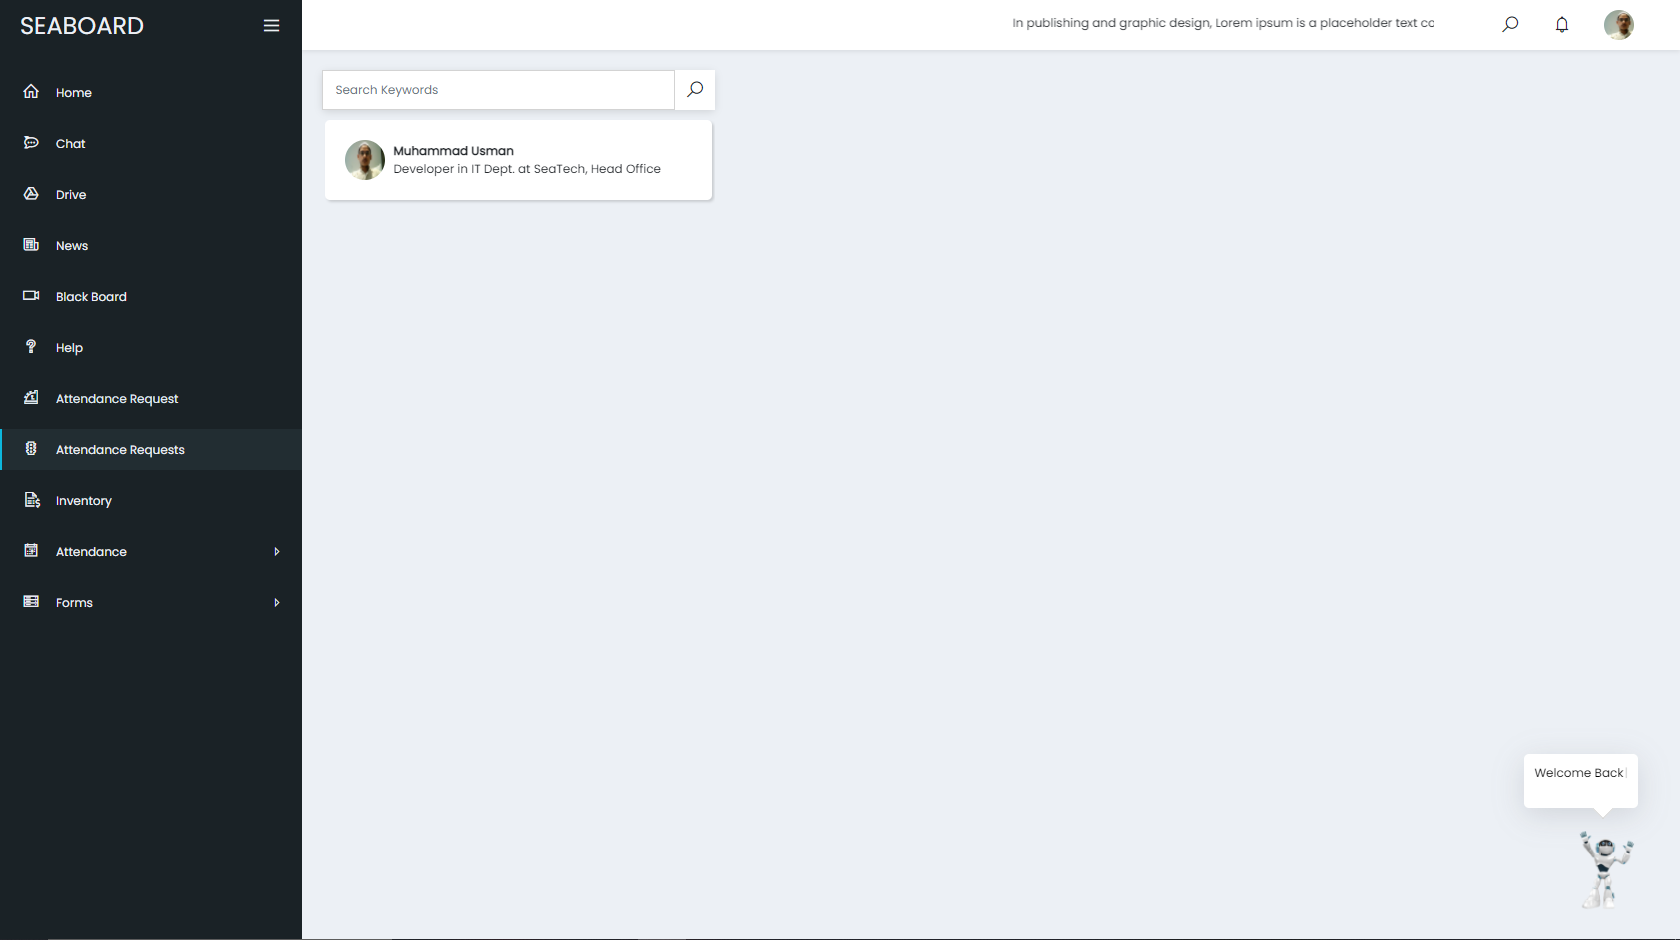 SEABOARD
In publishing and graphic design, Lorem ipsum is a placeholder text
Home
Chat
Drive
News
Black Board
Help
Attendance Request
Attendance Requests
Inventory
Attendance
Forms
Search Keywords
Muhammad Usman
Developer in IT Dept. at SeaTech, Head Office
Welcome Back